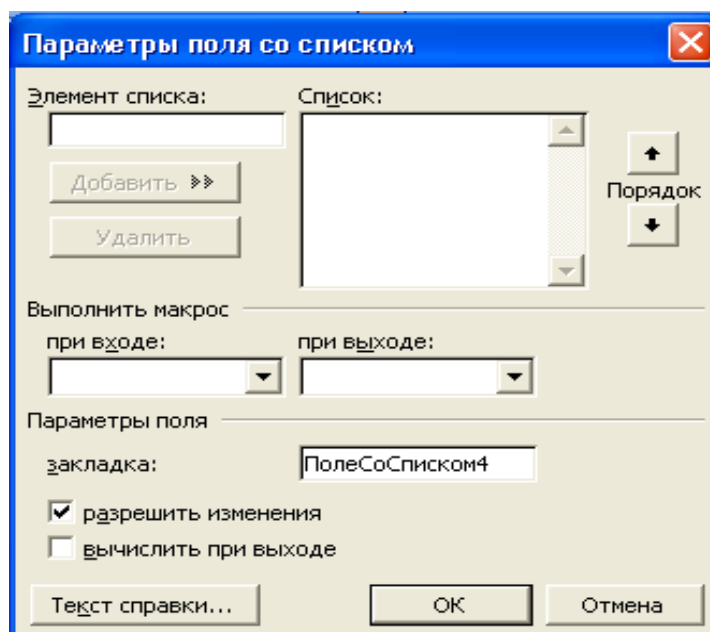 Параметры поля со списком
Элемент списка: Список:
Добавить
Порядок
Удалить
Выполнить макрос
при входе: при выходе:
Параметры поля
закладка: ПолеСоСписком4
разрешить изменения
вычислить при выходе
Текст справки... ОК Отмена